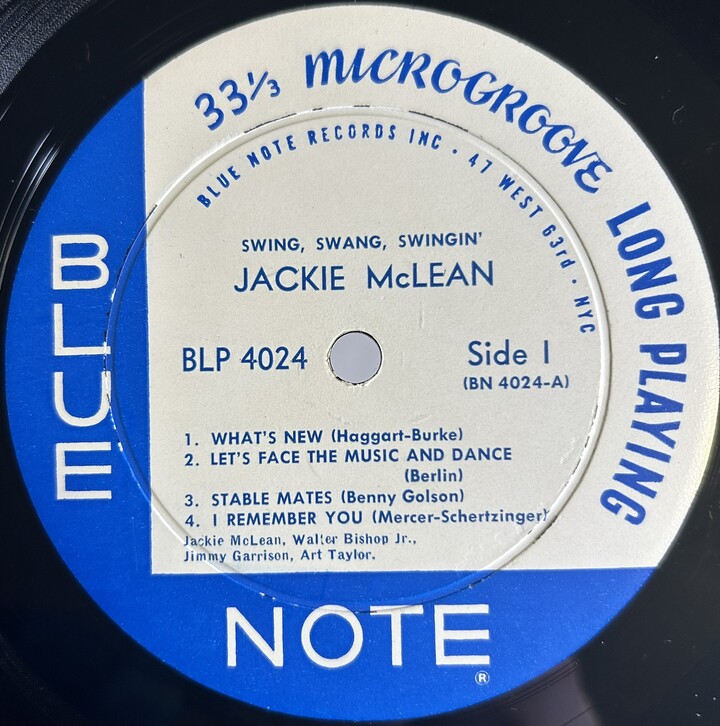 33⅓ MICROGROOVE LONG PLAYING
BLUE NOTE RECORDS INC · 47 WEST 63rd · NYC
SWING, SWANG, SWINGIN'
JACKIE McLEAN
BLP 4024
Side 1
(BN 4024-A)
1. WHAT'S NEW (Haggart-Burke)
2. LET'S FACE THE MUSIC AND DANCE
(Berlin)
3. STABLE MATES (Benny Golson)
4. I REMEMBER YOU (Mercer-Schertzinger)
Jackie McLean, Walter Bishop Jr.,
Jimmy Garrison, Art Taylor.
BLUE
NOTE
®